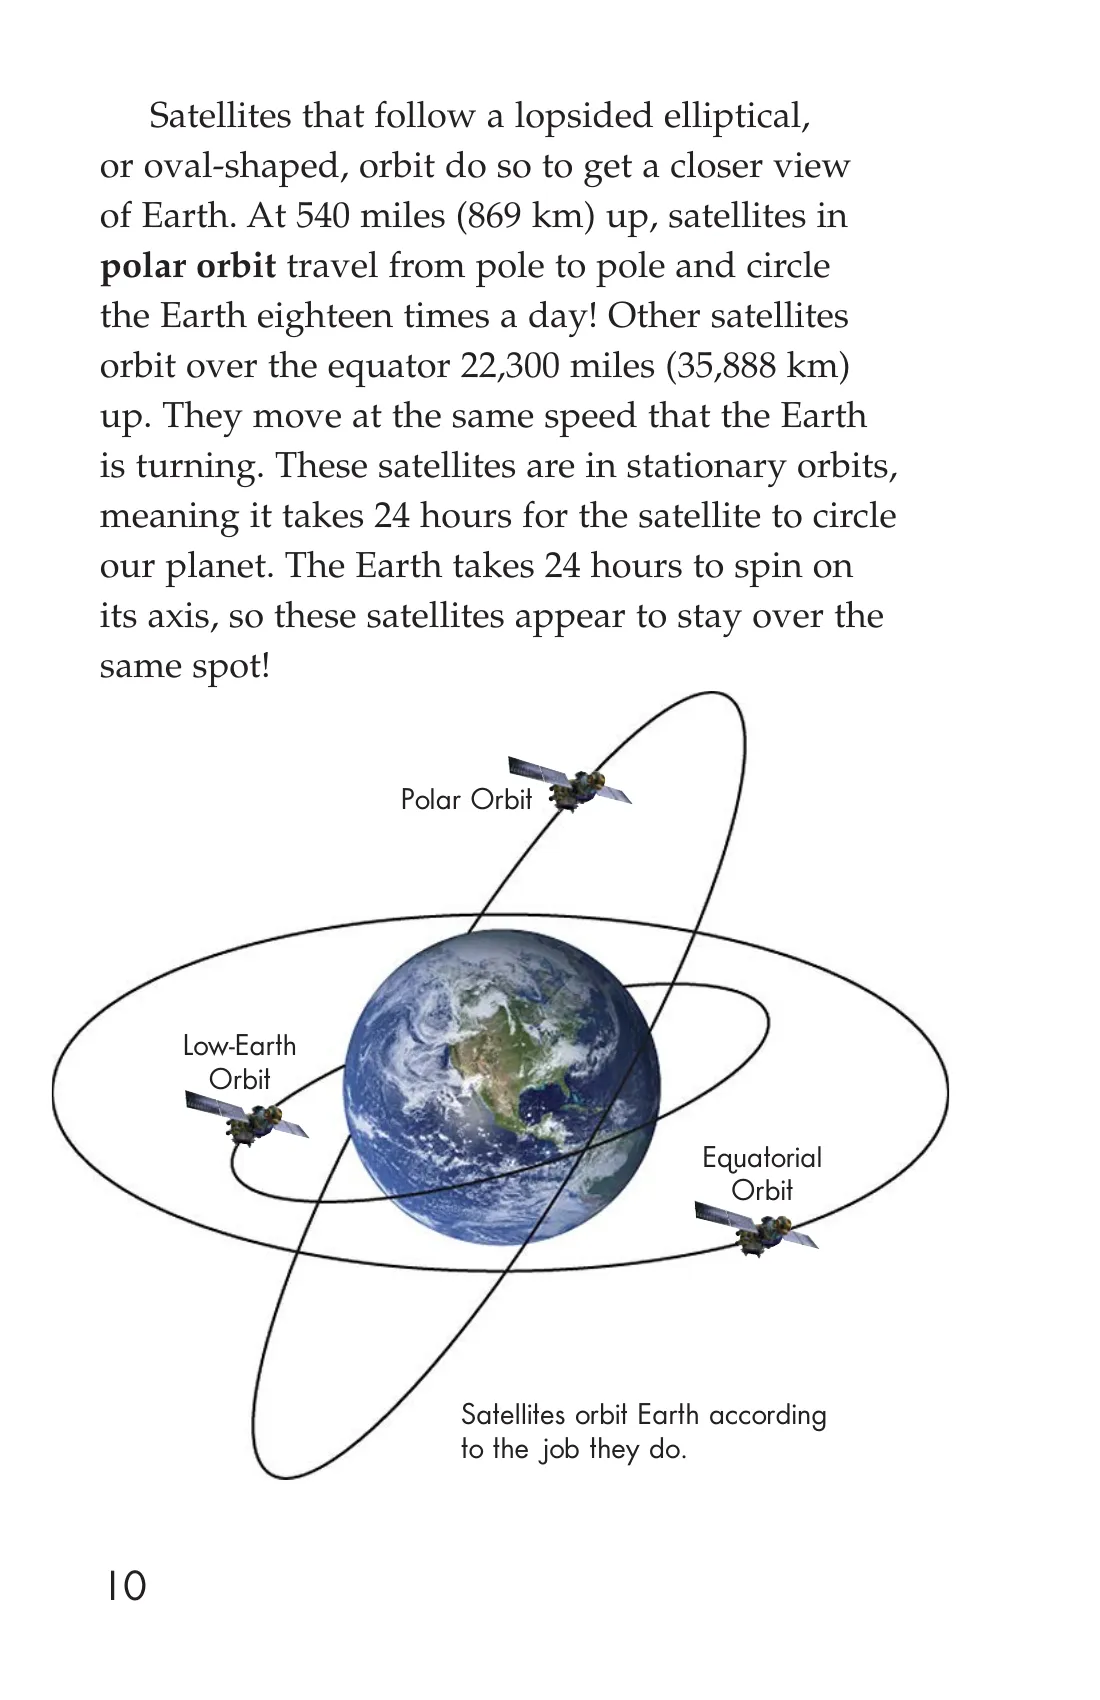 Satellites that follow a lopsided elliptical,
or oval-shaped, orbit do so to get a closer view
of Earth. At 540 miles (869 km) up, satellites in
polar orbit travel from pole to pole and circle
the Earth eighteen times a day! Other satellites
orbit over the equator 22,300 miles (35,888 km)
up. They move at the same speed that the Earth
is turning. These satellites are in stationary orbits,
meaning it takes 24 hours for the satellite to circle
our planet. The Earth takes 24 hours to spin on
its axis, so these satellites appear to stay over the
same spot!
Polar Orbit
Low-Earth
Orbit
Equatorial
Orbit
Satellites orbit Earth according
to the job they do.
10